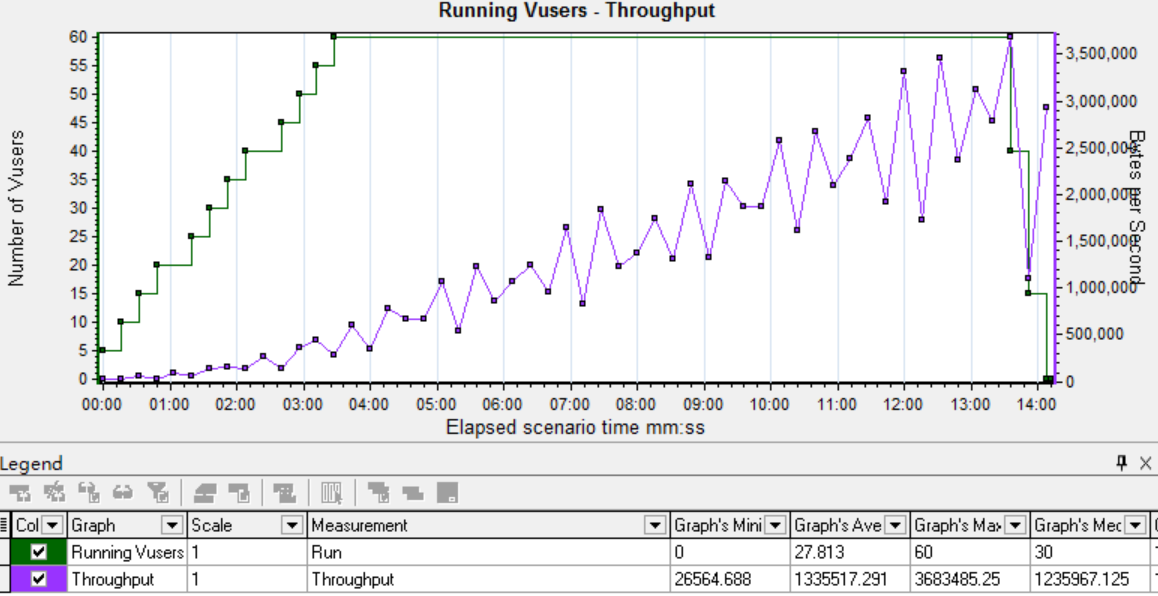 Running Vusers - Throughput
60
55
50
45
40
35
30
25
20
15
10
5
0
Number of Vusers
3,500,000
3,000,000
2,500,000
2,000,000
1,500,000
1,000,000
500,000
0
Bytes per Second
00:00 01:00 02:00 03:00 04:00 05:00 06:00 07:00 08:00 09:00 10:00 11:00 12:00 13:00 14:00
Elapsed scenario time mm:ss
Legend
Col Graph Scale Measurement Graph's Mini Graph's Ave Graph's Max Graph's Mec
Running Vusers 1 Run 0 27.813 60 30
Throughput 1 Throughput 26564.688 1335517.291 3683485.25 1235967.125